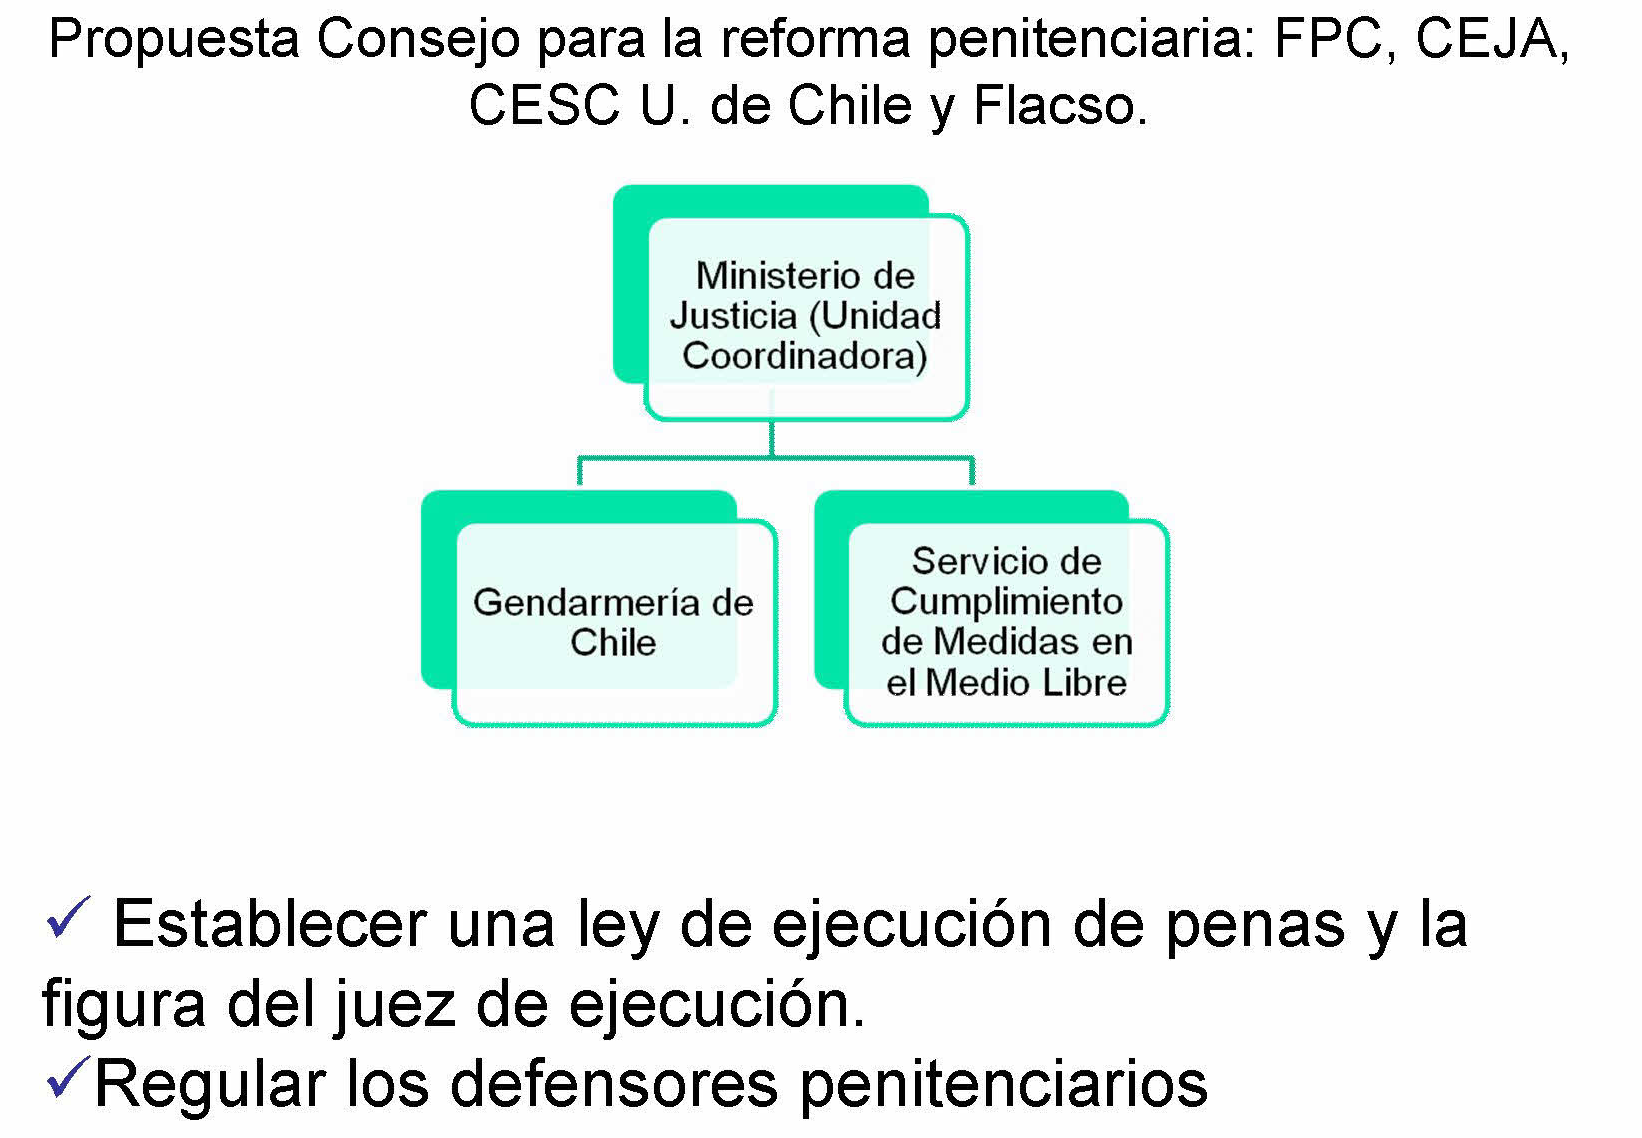 Propuesta Consejo para la reforma penitenciaria: FPC, CEJA,
CESC U. de Chile y Flacso.
Ministerio de
Justicia (Unidad
Coordinadora)
Gendarmería de
Chile
Servicio de
Cumplimiento
de Medidas en
el Medio Libre
✓ Establecer una ley de ejecución de penas y la
figura del juez de ejecución.
✓Regular los defensores penitenciarios